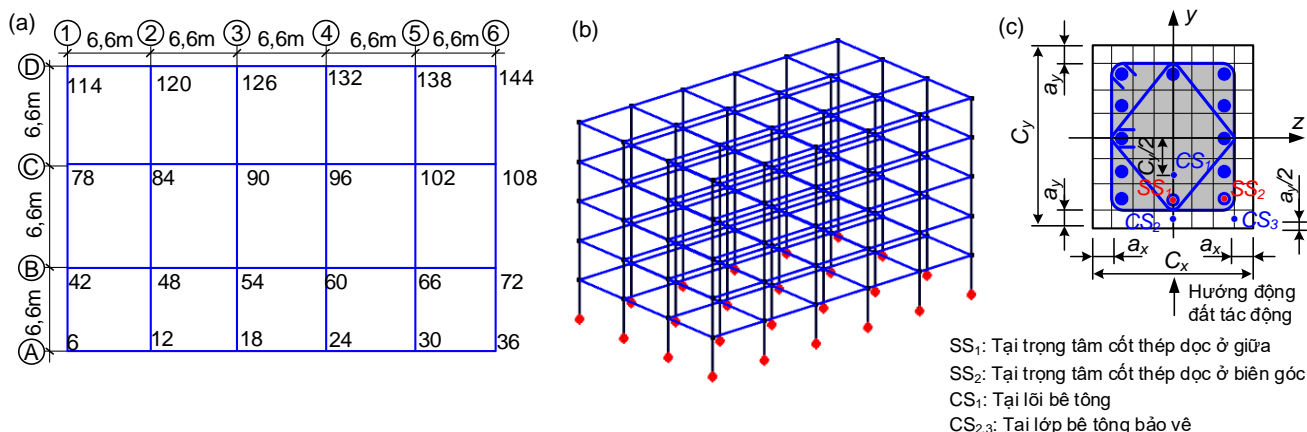 (a)
1 2 3 4 5 6
6,6m 6,6m 6,6m 6,6m 6,6m
D
114 120 126 132 138 144
6,6m
C
78 84 90 96 102 108
6,6m
B
42 48 54 60 66 72
6,6m
6 12 18 24 30 36
A
(b)
(c)
y
z
a_y
C_y
a_y
C_y/2
CS₁
SS₁
SS₂
CS₂
CS₃
a_y/2
a_x a_x
C_x
Hướng động
đất tác động
SS₁: Tại trọng tâm cốt thép dọc ở giữa
SS₂: Tại trọng tâm cốt thép dọc ở biên góc
CS₁: Tại lõi bê tông
CS₂,₃: Tại lớp bê tông bảo vệ